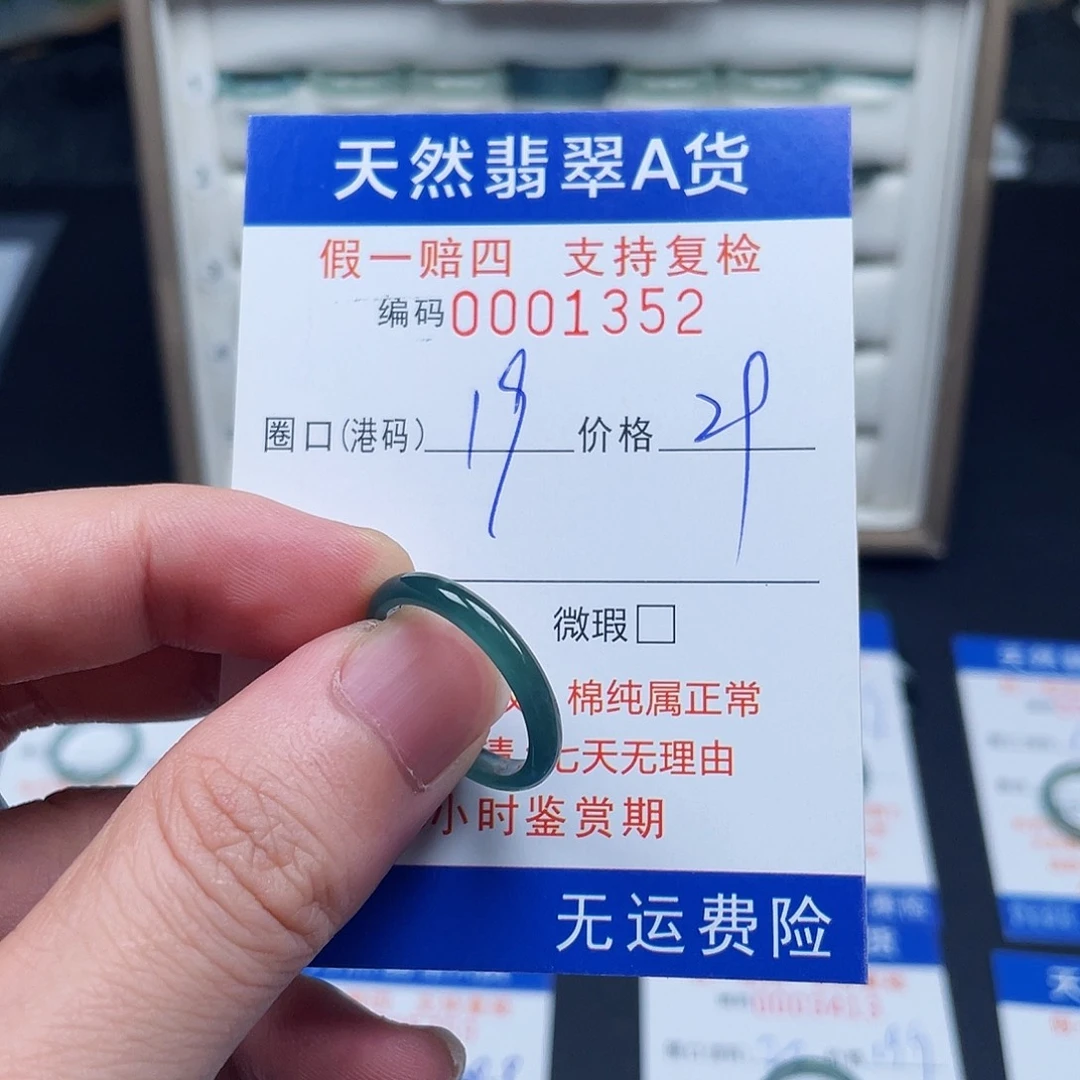 天然翡翠A货
假一赔四 支持复检
编码0001352
圈口(港码) 19 价格 29
微瑕□
棉纯属正常
七天无理由
小时鉴赏期
无运费险